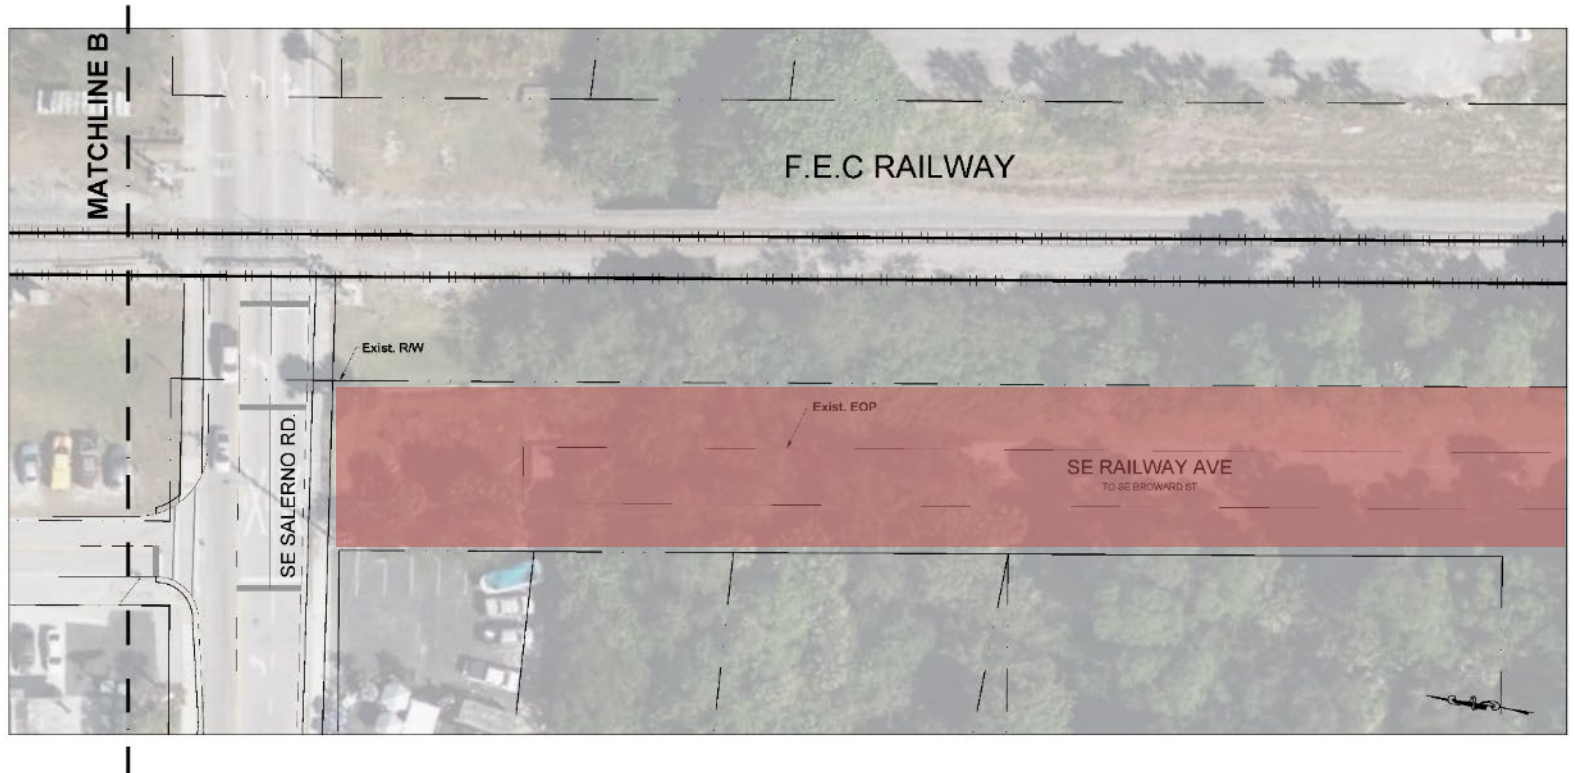 MATCHLINE B
F.E.C RAILWAY
Exist. R/W
Exist. EOP
SE SALERNO RD.
SE RAILWAY AVE
TO SE BROWARD ST